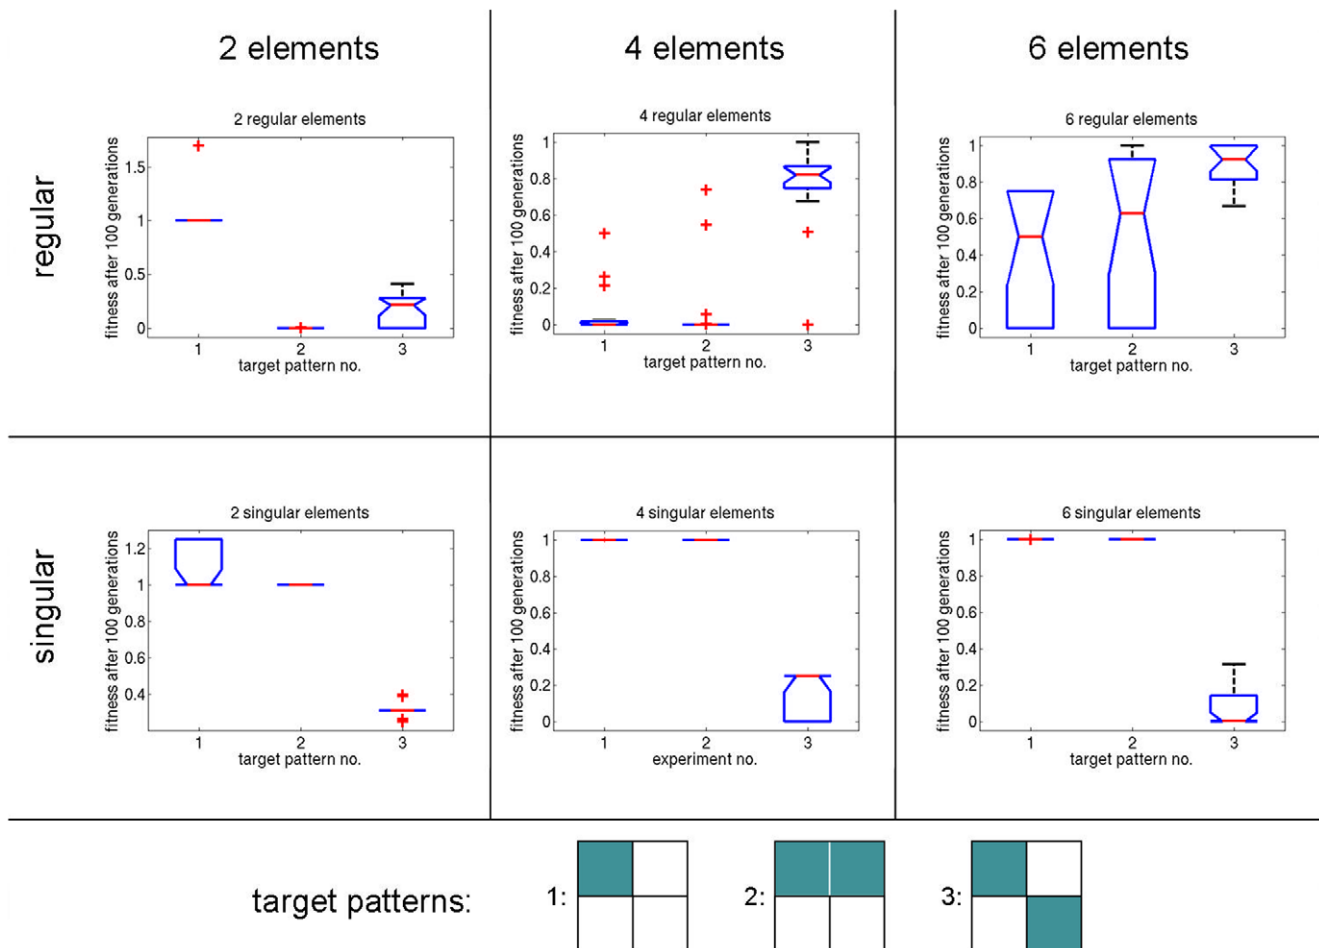 2 elements
4 elements
6 elements
regular
2 regular elements
fitness after 100 generations
1.5
1
0.5
0
1 2 3
target pattern no.
4 regular elements
fitness after 100 generations
1
0.8
0.6
0.4
0.2
0
1 2 3
target pattern no.
6 regular elements
fitness after 100 generations
1
0.8
0.6
0.4
0.2
0
1 2 3
target pattern no.
singular
2 singular elements
fitness after 100 generations
1.2
1
0.8
0.6
0.4
1 2 3
target pattern no.
4 singular elements
fitness after 100 generations
1
0.8
0.6
0.4
0.2
0
1 2 3
experiment no.
6 singular elements
fitness after 100 generations
1
0.8
0.6
0.4
0.2
0
1 2 3
target pattern no.
target patterns: 1: 2: 3: